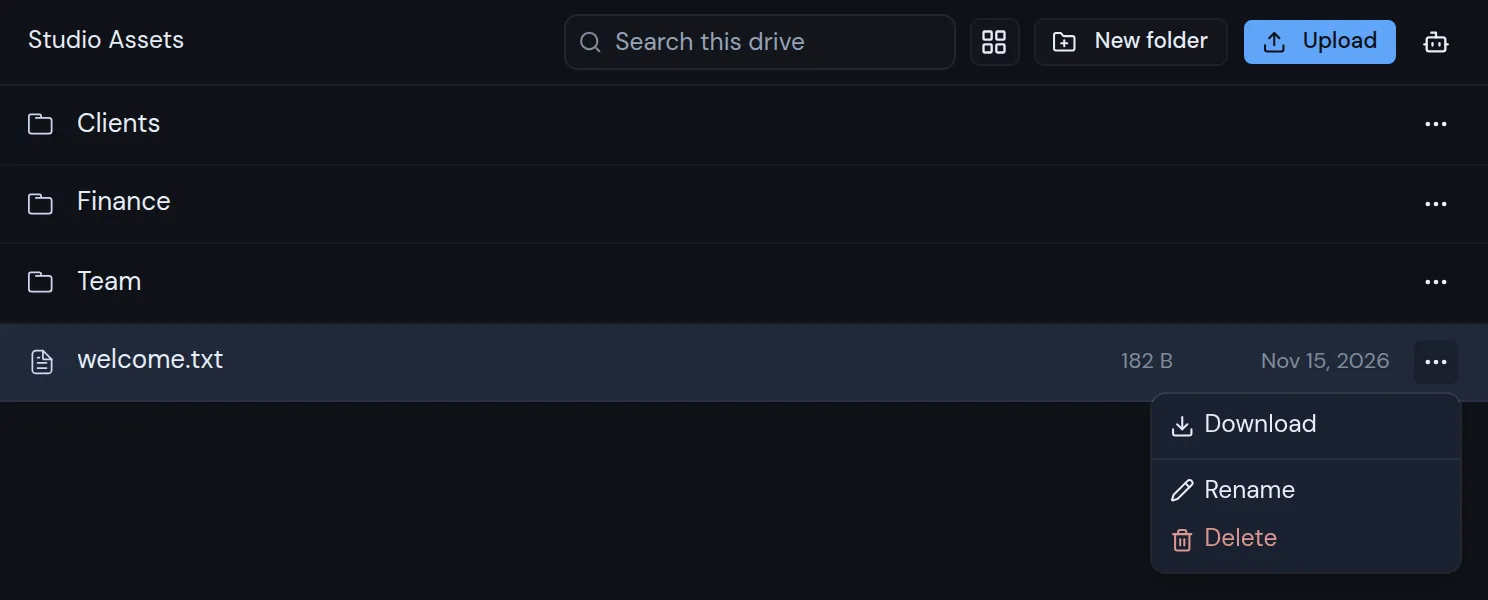 Studio Assets
Search this drive
New folder
Upload
Clients
Finance
Team
welcome.txt 182 B Nov 15, 2026
Download
Rename
Delete